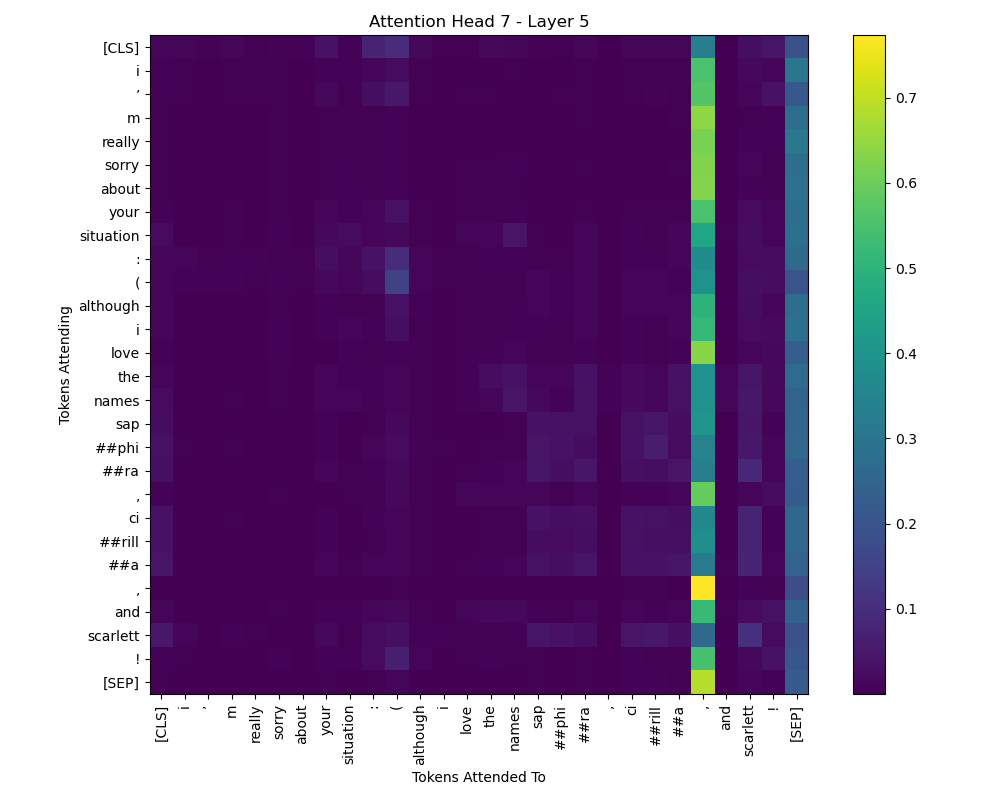 Attention Head 7 - Layer 5
Tokens Attending
[CLS]
i
’
m
really
sorry
about
your
situation
:
(
although
i
love
the
names
sap
##phi
##ra
,
ci
##rill
##a
,
and
scarlett
!
[SEP]
[CLS]
i
’
m
really
sorry
about
your
situation
:
(
although
i
love
the
names
sap
##phi
##ra
,
ci
##rill
##a
,
and
scarlett
!
[SEP]
Tokens Attended To
0.7
0.6
0.5
0.4
0.3
0.2
0.1